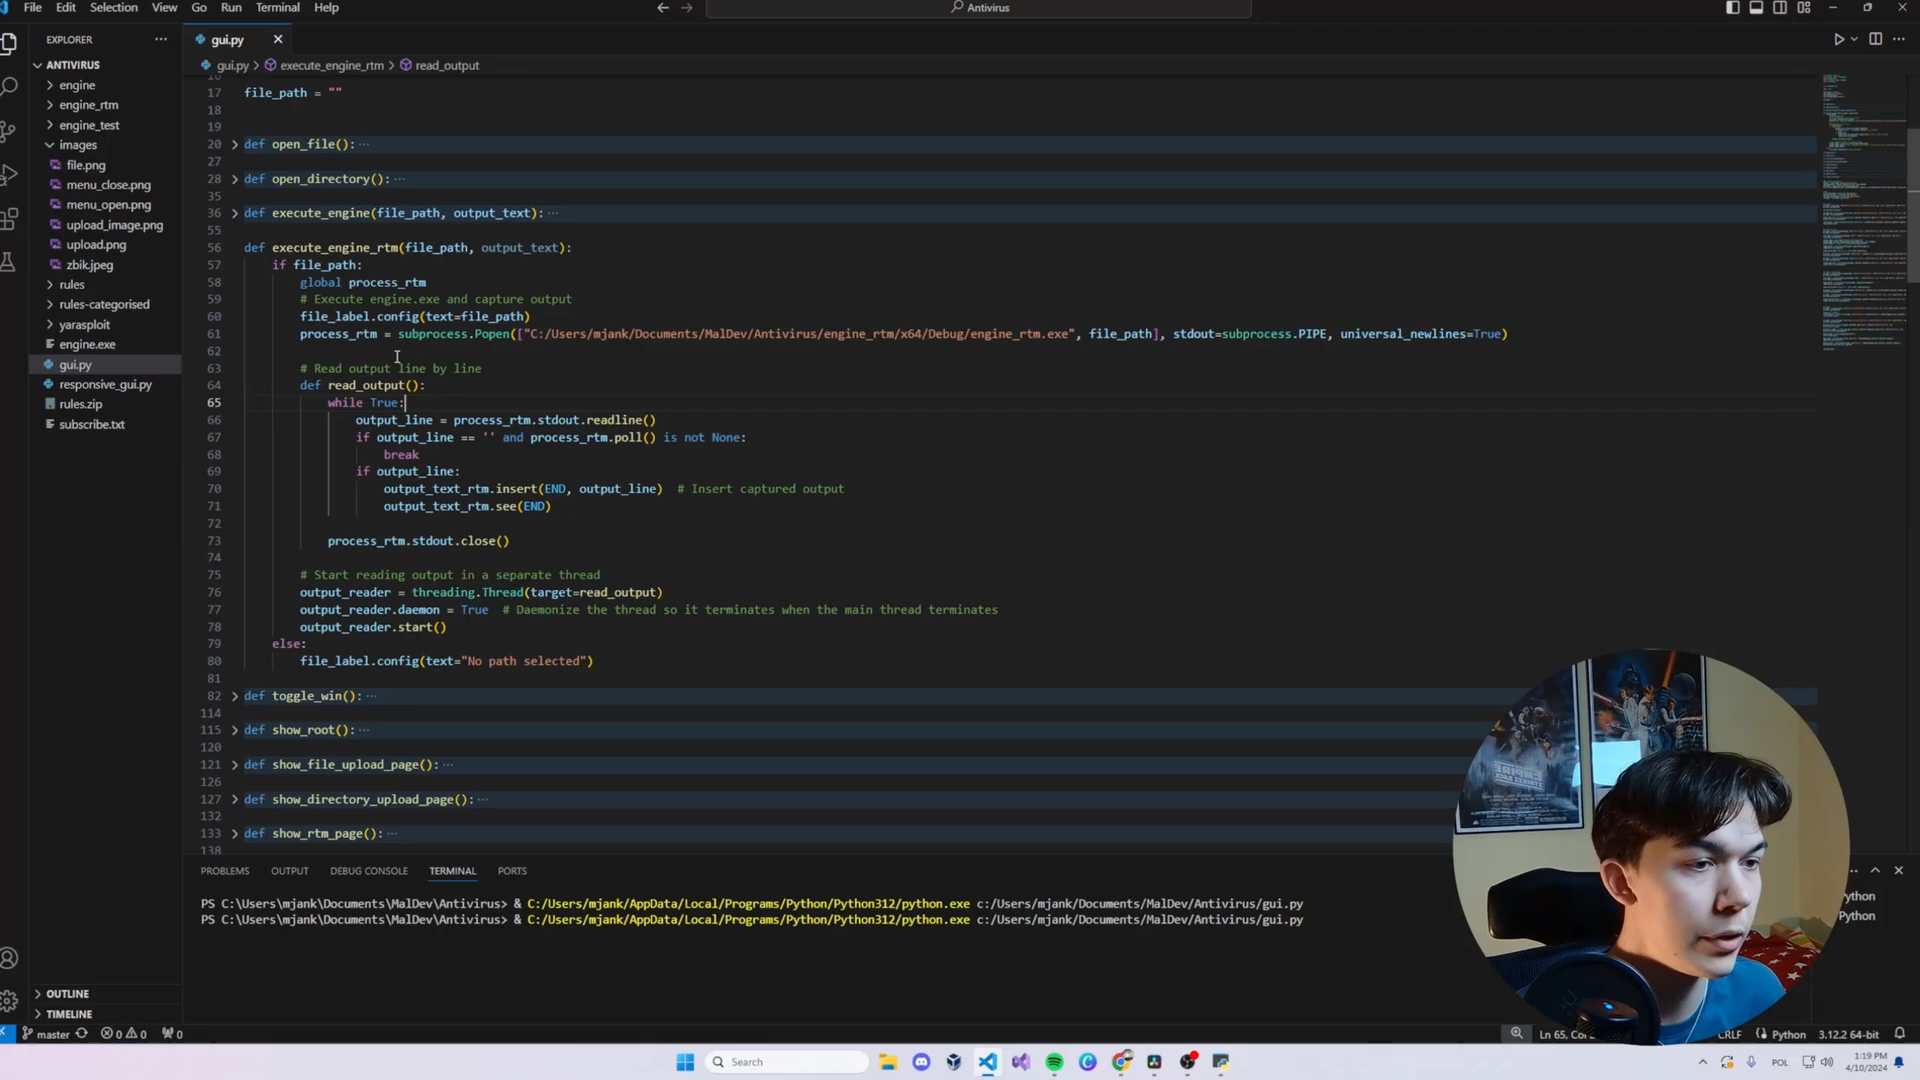 File Edit Selection View Go Run Terminal Help
Antivirus
EXPLORER
gui.py
gui.py > execute_engine_rtm > read_output
ANTIVIRUS
engine
engine_rtm
engine_test
images
file.png
menu_close.png
menu_open.png
upload_image.png
upload.png
zbik.jpeg
rules
rules-categorised
yarasploit
engine.exe
gui.py
responsive_gui.py
rules.zip
subscribe.txt
OUTLINE
TIMELINE
17 file_path = ""
18
19
20 def open_file(): ···
27
28 def open_directory(): ···
35
36 def execute_engine(file_path, output_text): ···
55
56 def execute_engine_rtm(file_path, output_text):
57 if file_path:
58 global process_rtm
59 # Execute engine.exe and capture output
60 file_label.config(text=file_path)
61 process_rtm = subprocess.Popen(["C:/Users/mjank/Documents/MalDev/Antivirus/engine_rtm/x64/Debug/engine_rtm.exe", file_path], stdout=subprocess.PIPE, universal_newlines=True)
62
63 # Read output line by line
64 def read_output():
65 while True:
66 output_line = process_rtm.stdout.readline()
67 if output_line == '' and process_rtm.poll() is not None:
68 break
69 if output_line:
70 output_text_rtm.insert(END, output_line) # Insert captured output
71 output_text_rtm.see(END)
72
73 process_rtm.stdout.close()
74
75 # Start reading output in a separate thread
76 output_reader = threading.Thread(target=read_output)
77 output_reader.daemon = True # Daemonize the thread so it terminates when the main thread terminates
78 output_reader.start()
79 else:
80 file_label.config(text="No path selected")
81
82 def toggle_win(): ···
114
115 def show_root(): ···
120
121 def show_file_upload_page(): ···
126
127 def show_directory_upload_page(): ···
132
133 def show_rtm_page(): ···
138
PROBLEMS OUTPUT DEBUG CONSOLE TERMINAL PORTS
PS C:\Users\mjank\Documents\MalDev\Antivirus> & C:/Users/mjank/AppData/Local/Programs/Python/Python312/python.exe c:/Users/mjank/Documents/MalDev/Antivirus/gui.py
PS C:\Users\mjank\Documents\MalDev\Antivirus> & C:/Users/mjank/AppData/Local/Programs/Python/Python312/python.exe c:/Users/mjank/Documents/MalDev/Antivirus/gui.py
Python
Python
master 0 0 0 Ln 65, CRLF Python 3.12.2 64-bit
Search
POL
1:19 PM
4/10/2024